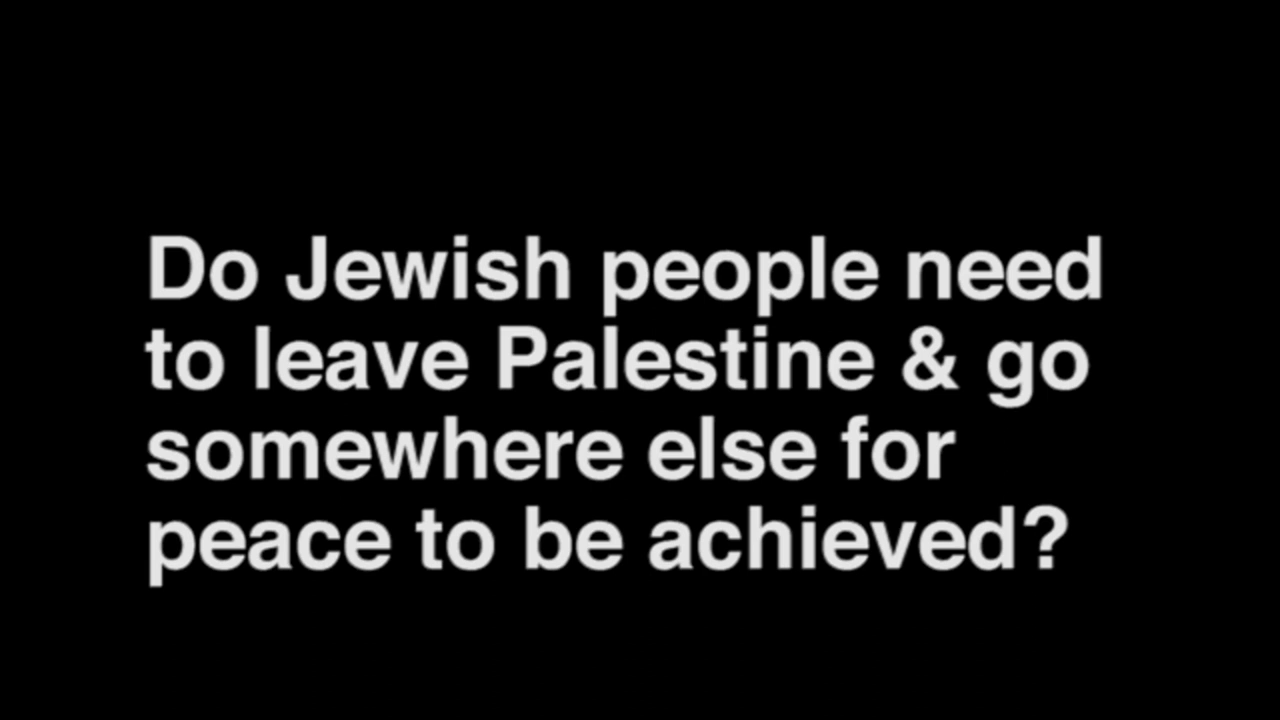 Do Jewish people need
to leave Palestine & go
somewhere else for
peace to be achieved?